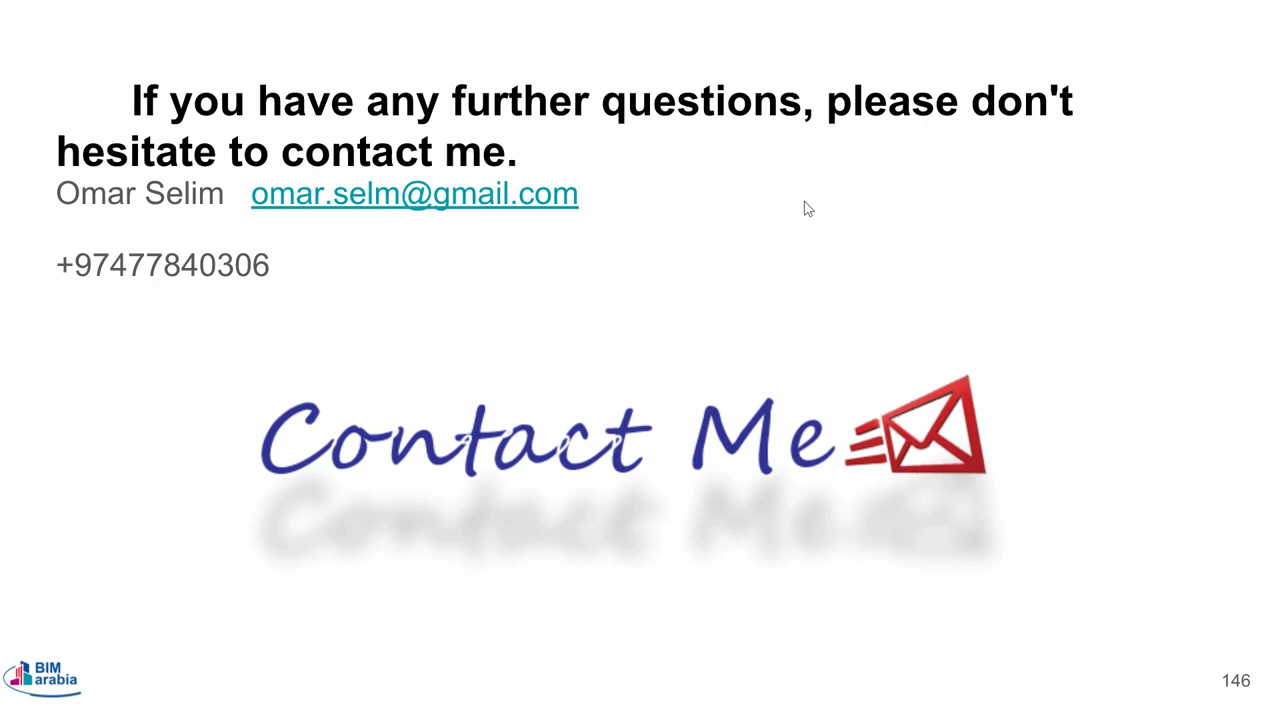 If you have any further questions, please don't
hesitate to contact me.
Omar Selim omar.selm@gmail.com
+97477840306
Contact Me
BIM
arabia
146